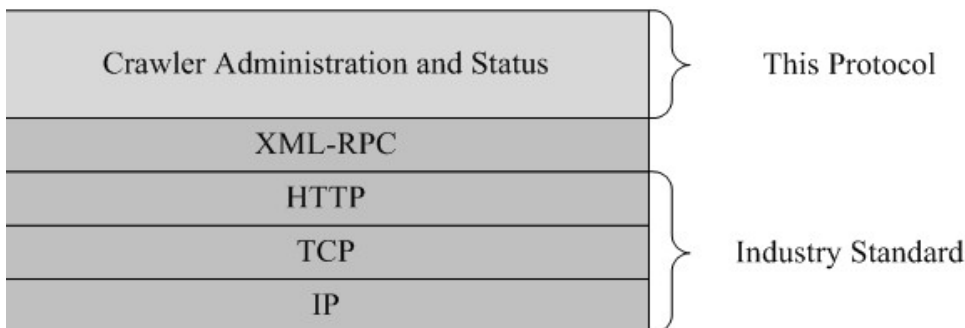 Crawler Administration and Status
This Protocol
XML-RPC
HTTP
TCP
Industry Standard
IP